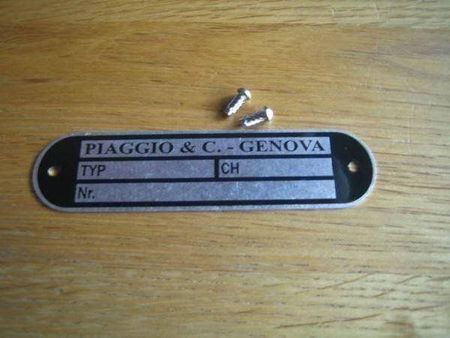 PIAGGIO & C. - GENOVA
TYP CH
Nr.